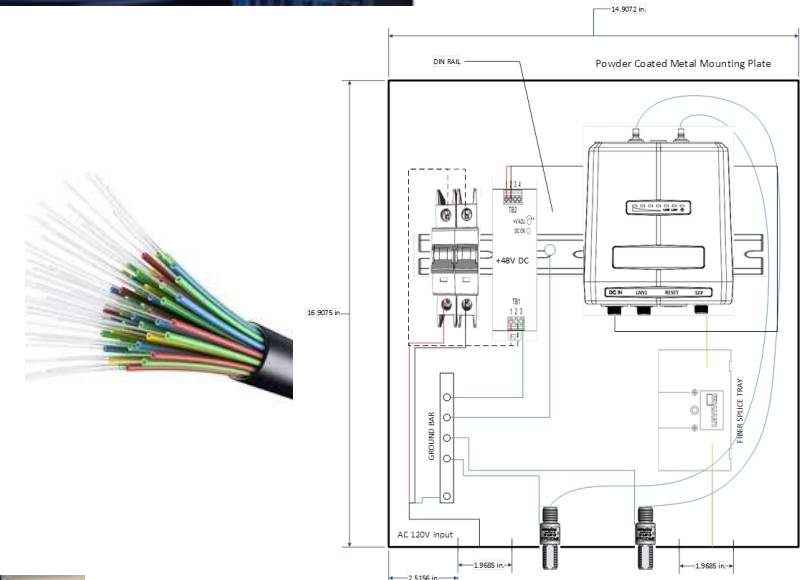 14.9072 in.
DIN RAIL
Powder Coated Metal Mounting Plate
1 2 3 4
TB2
+VADJ
DC OK
+48V DC
TB1
1 2 3
DC IN
LAN1
RESET
SFP
16.9075 in.
GROUND BAR
FIBER SPLICE TRAY
AC 120V Input
1.9685 in.
1.9685 in.
2.5156 in.